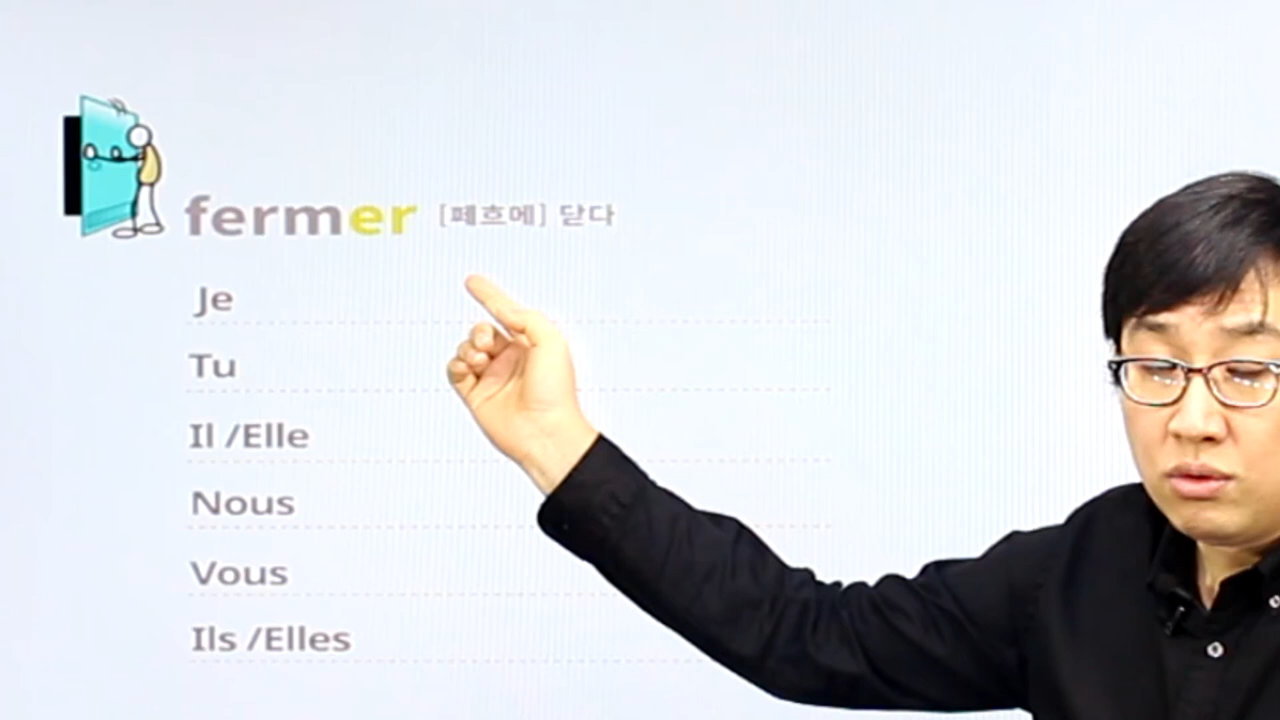 fermer [페흐메] 닫다
Je
Tu
Il /Elle
Nous
Vous
Ils /Elles